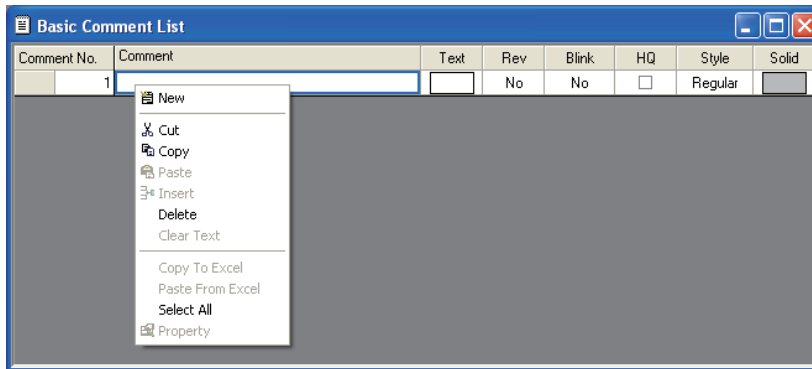 Basic Comment List
Comment No. Comment Text Rev Blink HQ Style Solid
1 No No Regular
New
Cut
Copy
Paste
Insert
Delete
Clear Text
Copy To Excel
Paste From Excel
Select All
Property